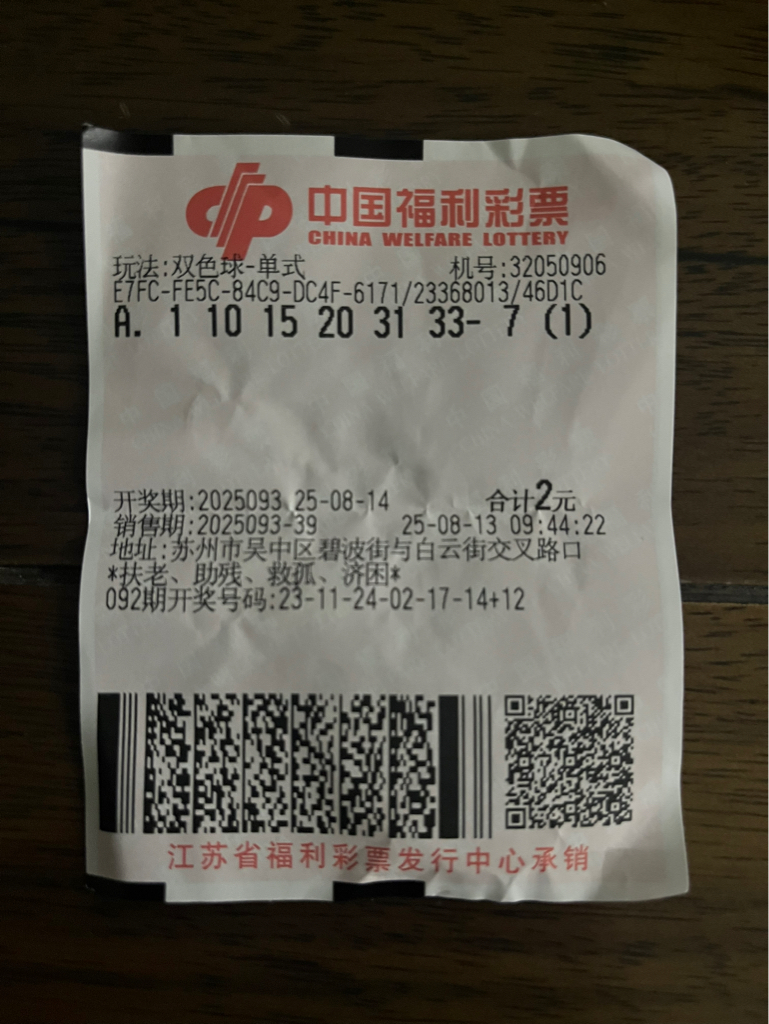 中国福利彩票
CHINA WELFARE LOTTERY
玩法:双色球-单式 机号:32050906
E7FC-FE5C-84C9-DC4F-6171/23368013/46D1C
A. 1 10 15 20 31 33- 7 (1)
开奖期:2025093 25-08-14 合计2元
销售期:2025093-39 25-08-13 09:44:22
地址:苏州市吴中区碧波街与白云街交叉路口
*扶老、助残、救孤、济困*
092期开奖号码:23-11-24-02-17-14+12
江苏省福利彩票发行中心承销